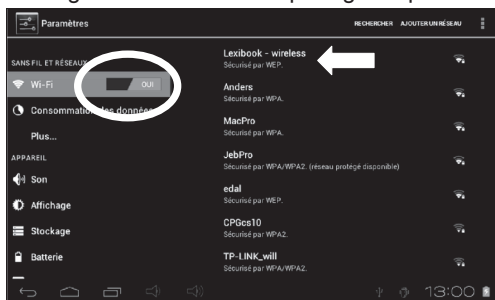 Paramètres
RECHERCHER AJOUTER UN RÉSEAU
SANS FIL ET RÉSEAUX
Wi-Fi OUI
Consommation des données
Plus...
APPAREIL
Son
Affichage
Stockage
Batterie
Lexibook - wireless
Sécurisé par WEP.
Anders
Sécurisé par WPA.
MacPro
Sécurisé par WPA.
JebPro
Sécurisé par WPA/WPA2. (réseau protégé disponible)
edal
Sécurisé par WEP.
CPGcs10
Sécurisé par WPA2.
TP-LINK_will
Sécurisé par WPA/WPA2.
13:00